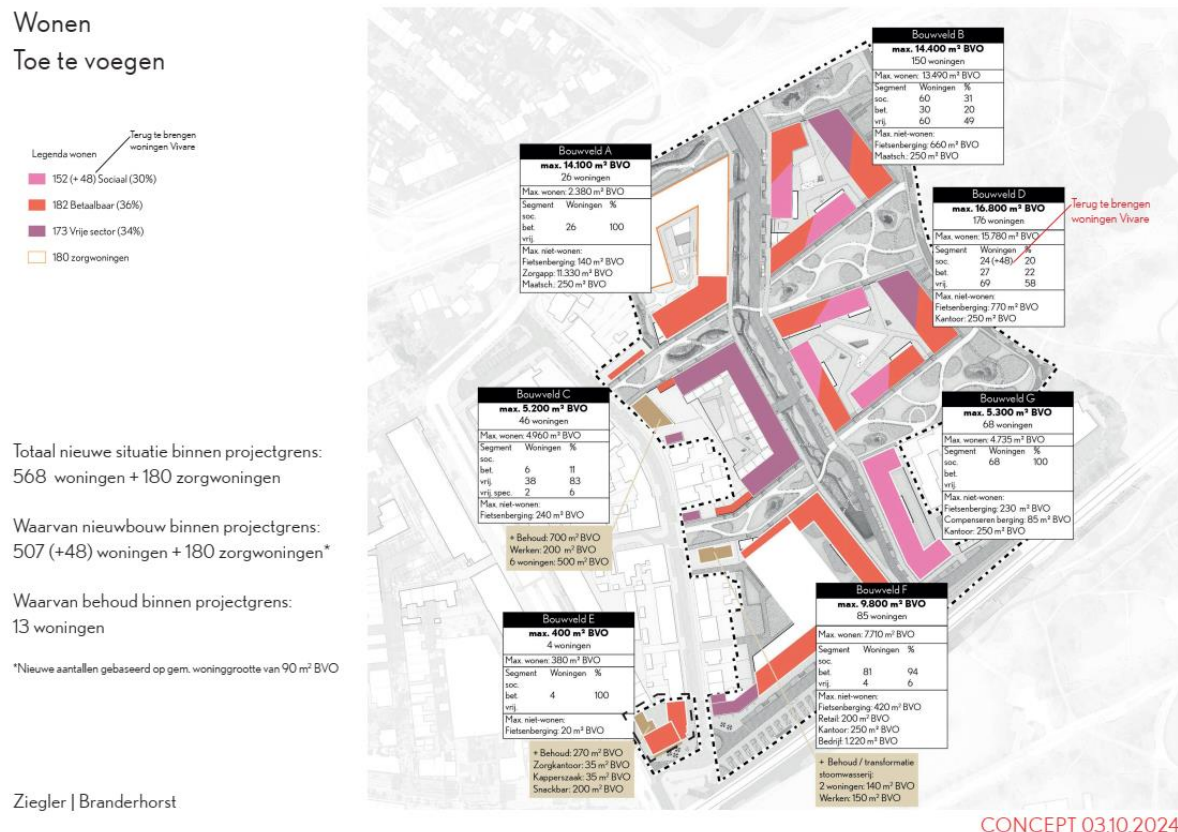 Wonen
Toe te voegen
Terug te brengen
woningen Vivare
Legenda wonen
152 (+ 48) Sociaal (30%)
182 Betaalbaar (36%)
173 Vrije sector (34%)
180 zorgwoningen
Totaal nieuwe situatie binnen projectgrens:
568 woningen + 180 zorgwoningen
Waarvan nieuwbouw binnen projectgrens:
507 (+48) woningen + 180 zorgwoningen*
Waarvan behoud binnen projectgrens:
13 woningen
*Nieuwe aantallen gebaseerd op gem. woninggrootte van 90 m² BVO
Ziegler | Branderhorst
Bouwveld B
max. 14.400 m² BVO
150 woningen
Max. wonen: 13.490 m² BVO
Segment Woningen %
soc. 60 31
bet. 30 20
vrij. 60 49
Max. niet-wonen:
Fietsenberging: 660 m² BVO
Maatsch.: 250 m² BVO
Bouwveld A
max. 14.100 m² BVO
26 woningen
Max. wonen: 2.380 m² BVO
Segment Woningen %
soc.
bet. 26 100
vrij.
Max. niet-wonen:
Fietsenberging: 140 m² BVO
Zorgapp: 11.330 m² BVO
Maatsch.: 250 m² BVO
Bouwveld D
max. 16.800 m² BVO
176 woningen
Max. wonen: 15.780 m² BVO
Segment Woningen %
soc. 24 (+48) 20
bet. 27 22
vrij. 69 58
Max. niet-wonen:
Fietsenberging: 770 m² BVO
Kantoor: 250 m² BVO
Terug te brengen
woningen Vivare
Bouwveld C
max. 5.200 m² BVO
46 woningen
Max. wonen: 4.960 m² BVO
Segment Woningen %
soc.
bet. 6 11
vrij. 38 83
vrij. spec. 2 6
Max. niet-wonen:
Fietsenberging: 240 m² BVO
+ Behoud: 700 m² BVO
Werken: 200 m² BVO
6 woningen: 500 m² BVO
Bouwveld G
max. 5.300 m² BVO
68 woningen
Max. wonen: 4.735 m² BVO
Segment Woningen %
soc. 68 100
bet.
vrij.
Max. niet-wonen:
Fietsenberging: 230 m² BVO
Compenseren berging: 85 m² BVO
Kantoor: 250 m² BVO
Bouwveld E
max. 400 m² BVO
4 woningen
Max. wonen: 380 m² BVO
Segment Woningen %
soc.
bet. 4 100
vrij.
Max. niet-wonen:
Fietsenberging: 20 m² BVO
+ Behoud: 270 m² BVO
Zorgkantoor: 35 m² BVO
Kapperszaak: 35 m² BVO
Snackbar: 200 m² BVO
Bouwveld F
max. 9.800 m² BVO
85 woningen
Max. wonen: 7.710 m² BVO
Segment Woningen %
soc.
bet. 81 94
vrij. 4 6
Max. niet-wonen:
Fietsenberging: 420 m² BVO
Retail: 200 m² BVO
Kantoor: 250 m² BVO
Bedrijf: 1.220 m² BVO
+ Behoud / transformatie
stoomwasserij:
2 woningen: 140 m² BVO
Werken: 150 m² BVO
CONCEPT 03.10.2024